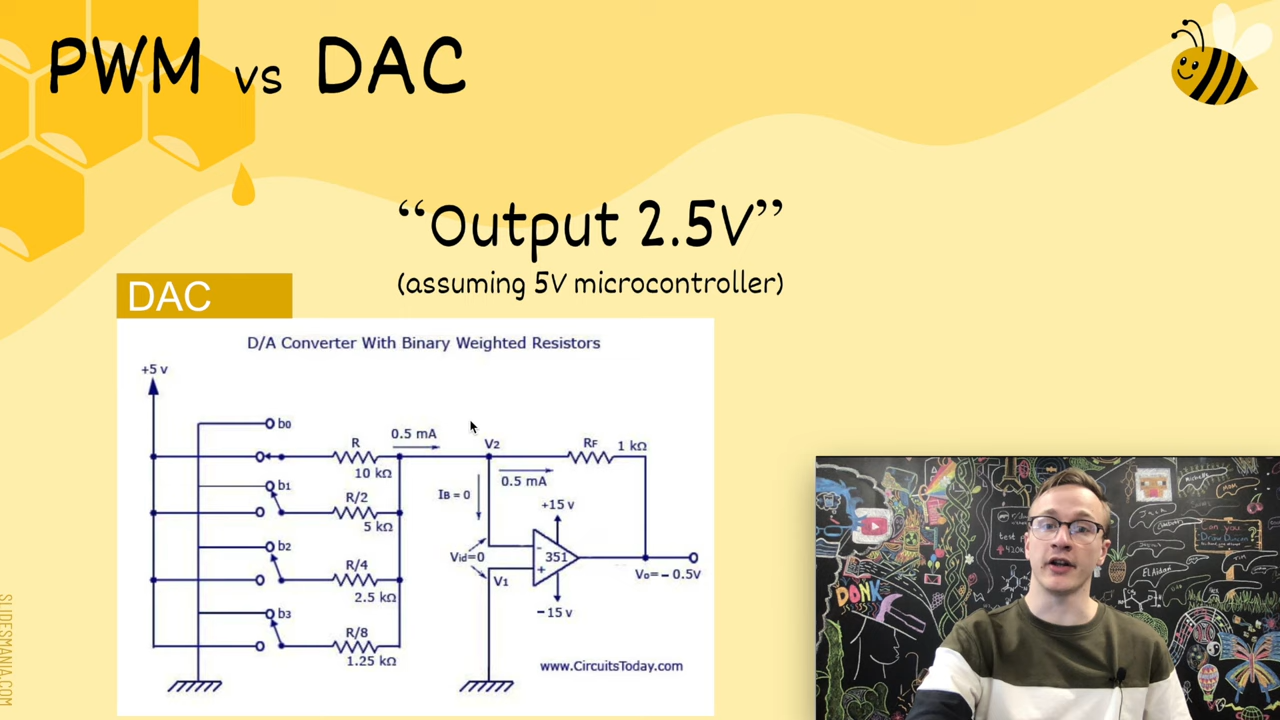 PWM vs DAC
“Output 2.5V”
(assuming 5V microcontroller)
DAC
D/A Converter With Binary Weighted Resistors
+5 v
b0
R
10 kΩ
0.5 mA
V2
RF 1 kΩ
b1
R/2
5 kΩ
IB = 0
0.5 mA
+15 v
b2
R/4
2.5 kΩ
Vid=0
V1
-
351
+
Vo=– 0.5v
–15 v
b3
R/8
1.25 kΩ
www.CircuitsToday.com
SLIDESMANIA.COM
DONK
Can you